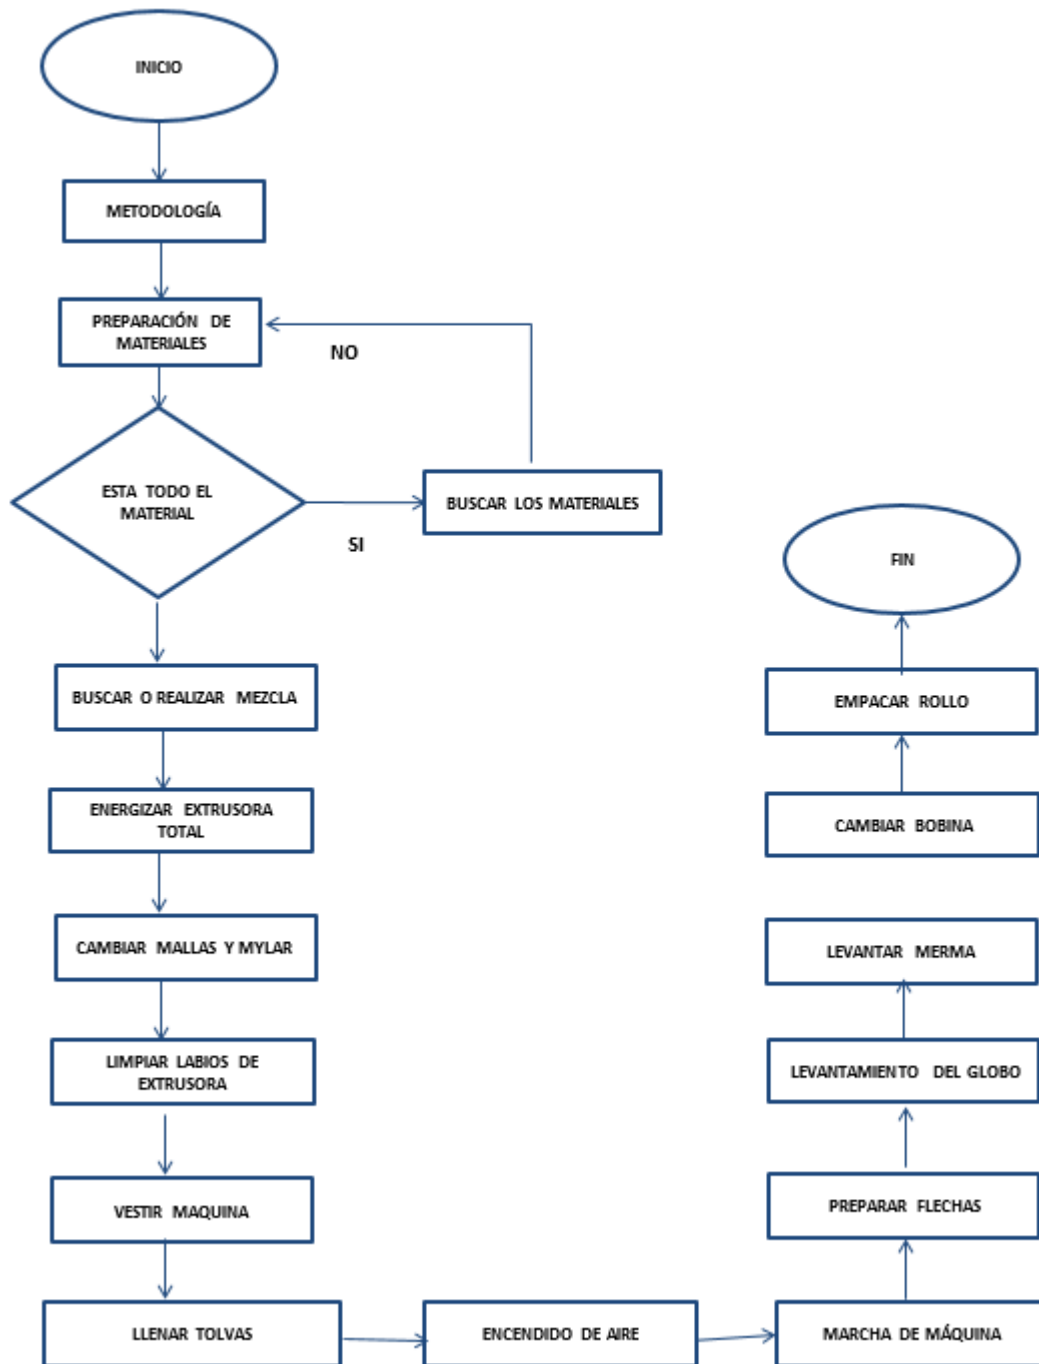 INICIO
METODOLOGÍA
PREPARACIÓN DE
MATERIALES
NO
ESTA TODO EL
MATERIAL
SI
BUSCAR LOS MATERIALES
BUSCAR O REALIZAR MEZCLA
ENERGIZAR EXTRUSORA
TOTAL
CAMBIAR MALLAS Y MYLAR
LIMPIAR LABIOS DE
EXTRUSORA
VESTIR MAQUINA
LLENAR TOLVAS
ENCENDIDO DE AIRE
MARCHA DE MÁQUINA
PREPARAR FLECHAS
LEVANTAMIENTO DEL GLOBO
LEVANTAR MERMA
CAMBIAR BOBINA
EMPACAR ROLLO
FIN